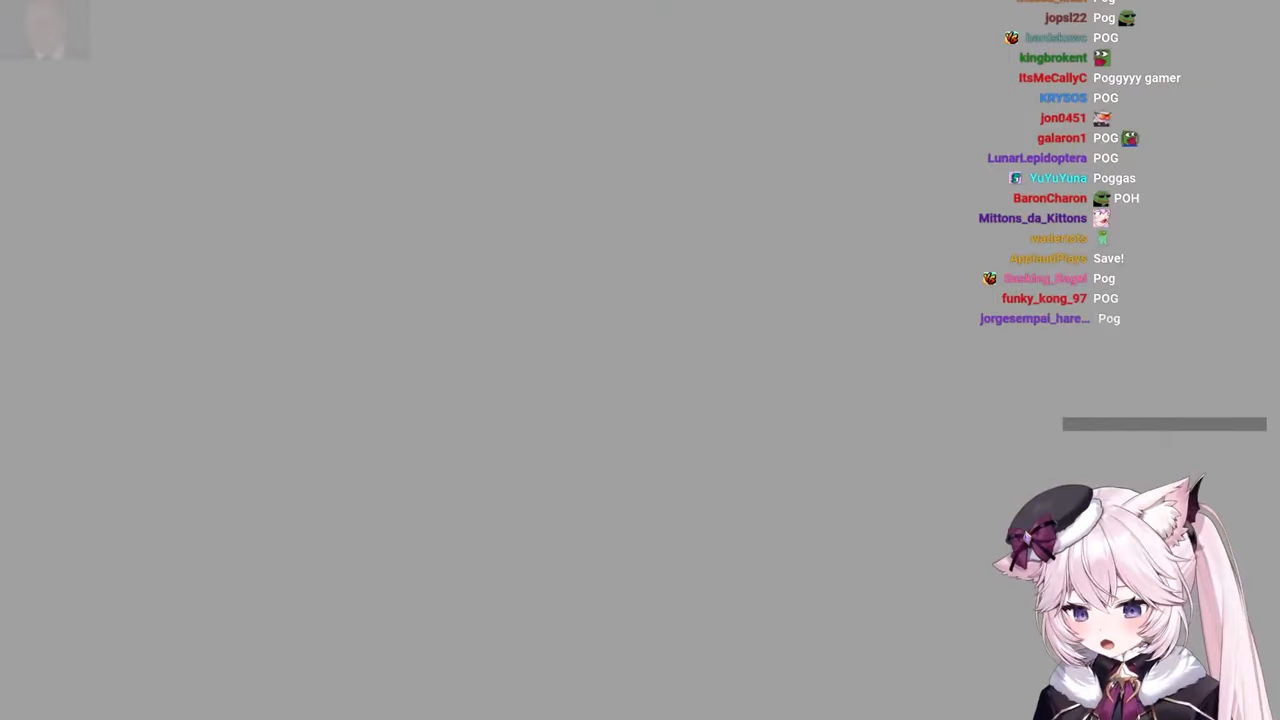 jopsl22 Pog
bardskuwc POG
kingbrokent
ItsMeCallyC Poggyyy gamer
KRYSOS POG
jon0451
galaron1 POG
LunarLepidoptera POG
YuYuYuna Poggas
BaronCharon POH
Mittons_da_Kittons
Save!
Pog
funky_kong_97 POG
jorgesempai_hare... Pog